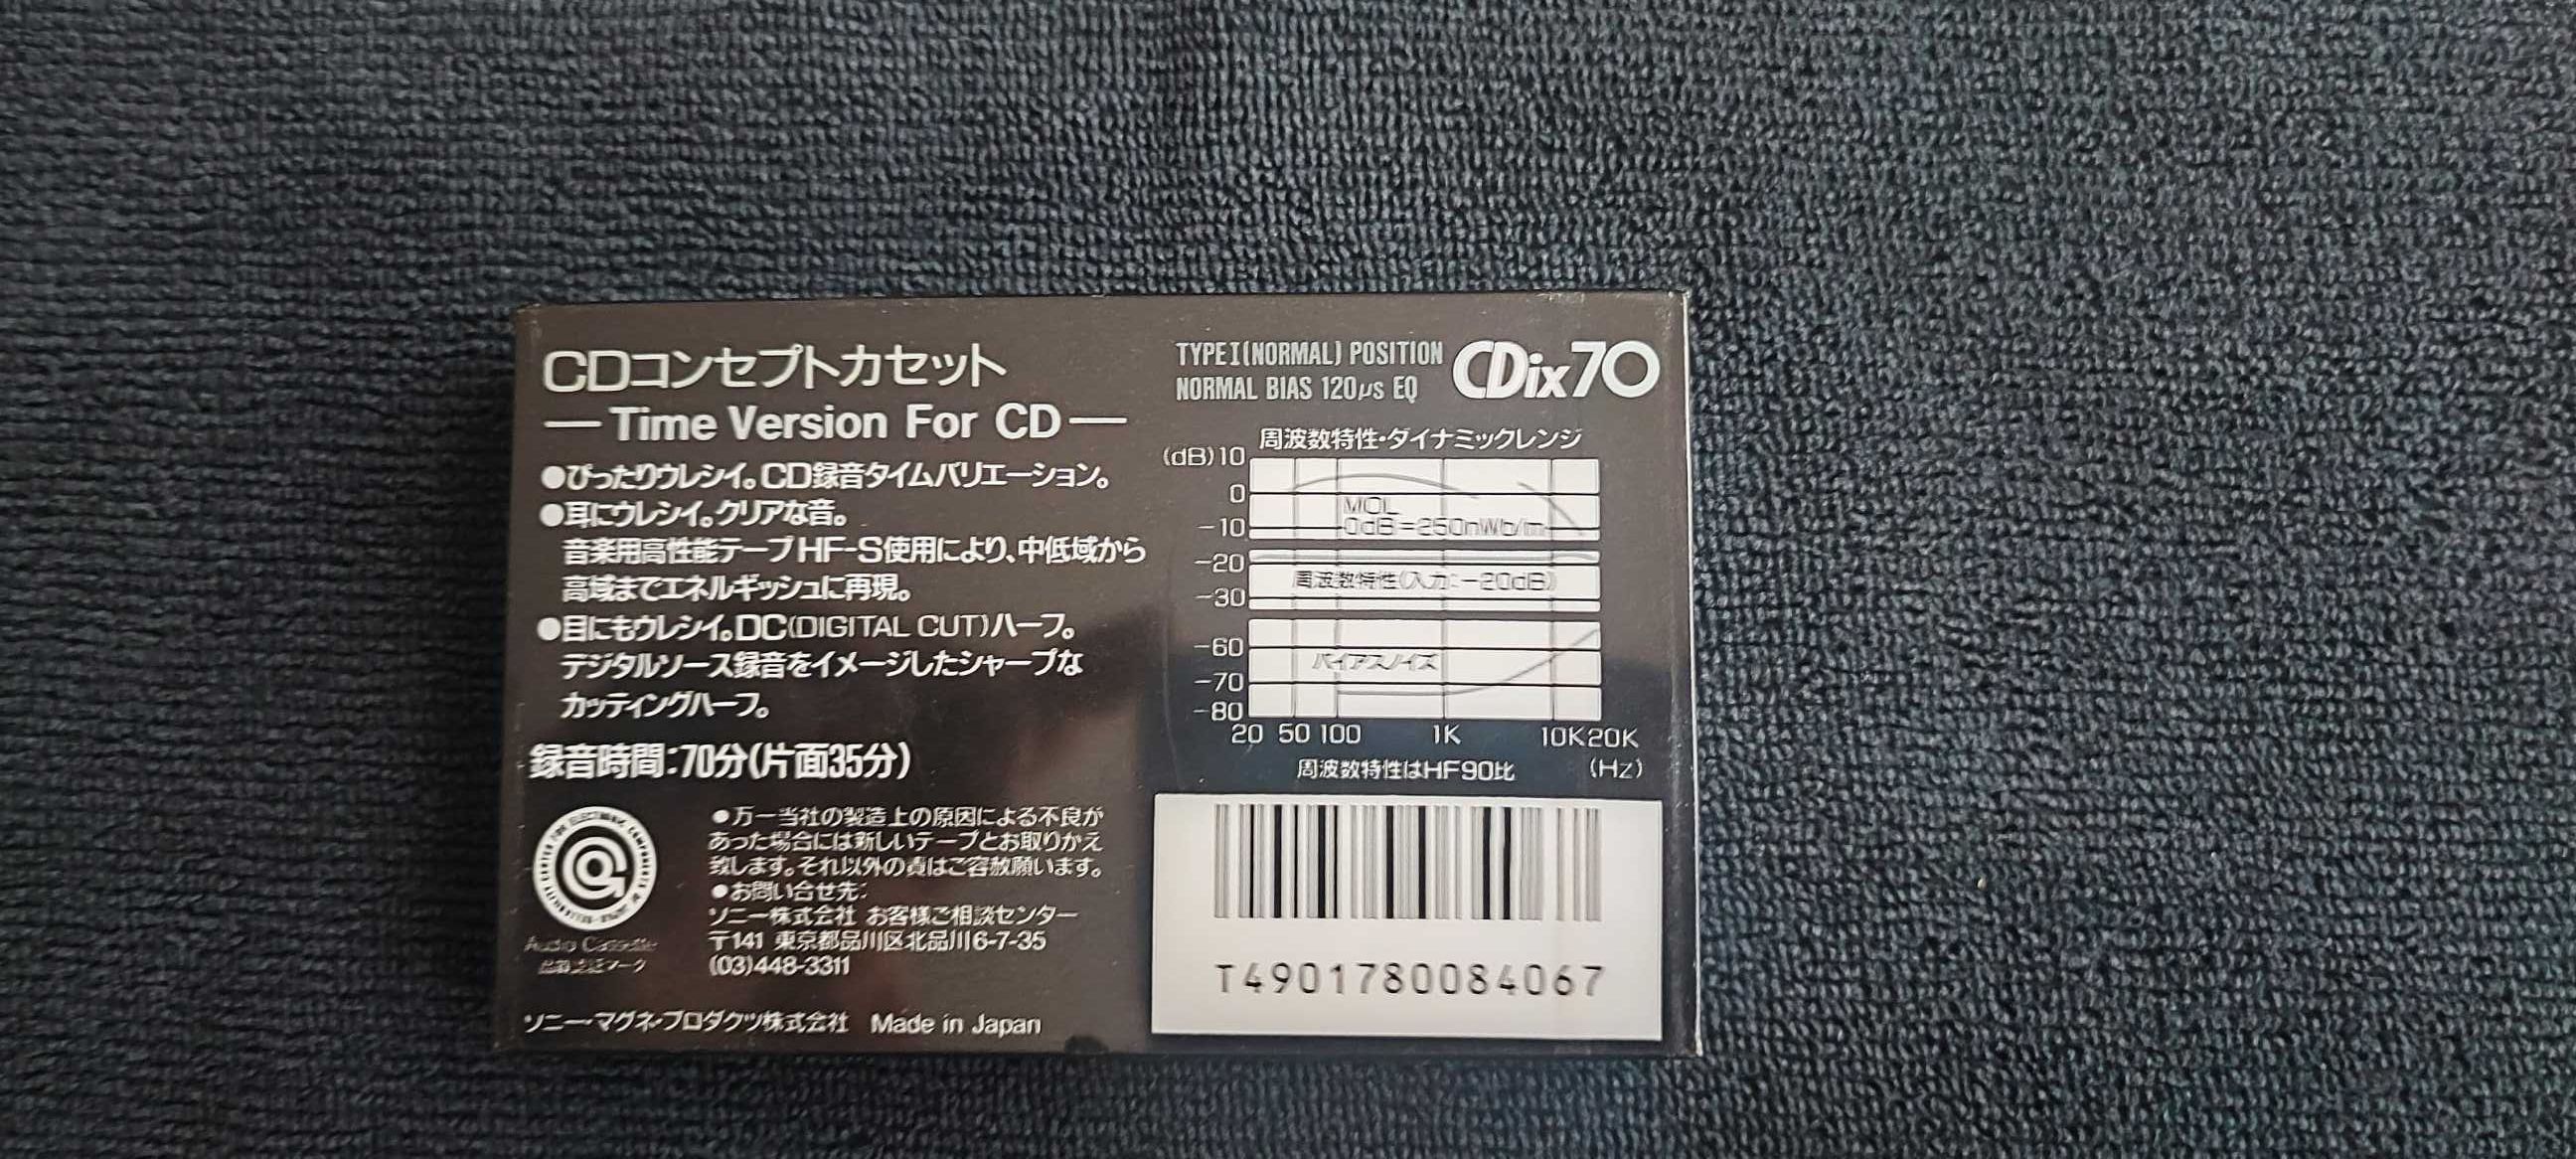 CDコンセプトカセット
—Time Version For CD—
●ぴったりウレシイ。CD録音タイムバリエーション。
●耳にウレシイ。クリアな音。
音楽用高性能テープHF-S使用により、中低域から
高域までエネルギッシュに再現。
●目にもウレシイ。DC(DIGITAL CUT)ハーフ。
デジタルソース録音をイメージしたシャープな
カッティングハーフ。
録音時間:70分(片面35分)
●万一当社の製造上の原因による不良が
あった場合には新しいテープとお取りかえ
致します。それ以外の責はご容赦願います。
●お問い合せ先:
ソニー株式会社 お客様ご相談センター
〒141 東京都品川区北品川6-7-35
(03)448-3311
Audio Cassette
ソニー・マグネ・プロダクツ株式会社 Made in Japan
TYPE I (NORMAL) POSITION
NORMAL BIAS 120μs EQ
CDix70
周波数特性・ダイナミックレンジ
(dB) 10
0
-10
-20
-30
-60
-70
-80
MOL
0dB=250nWb/m
周波数特性(入力:-20dB)
バイアスノイズ
20 50 100 1K 10K 20K
周波数特性はHF90比 (Hz)
T4901780084067